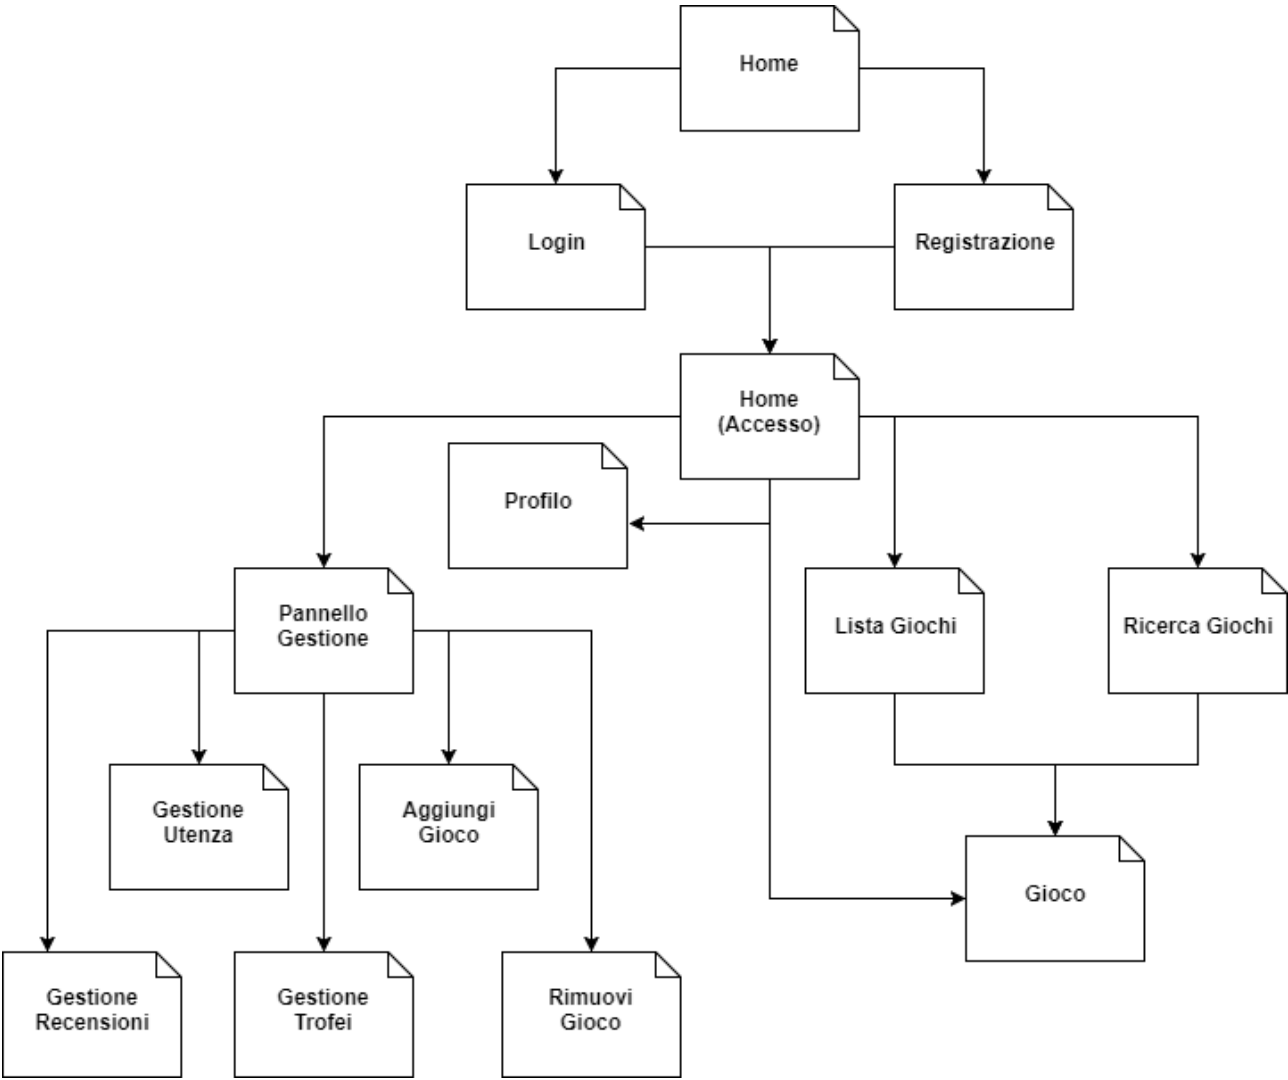 Home
Login
Registrazione
Home
(Accesso)
Profilo
Pannello
Gestione
Lista Giochi
Ricerca Giochi
Gestione
Utenza
Aggiungi
Gioco
Gioco
Gestione
Recensioni
Gestione
Trofei
Rimuovi
Gioco